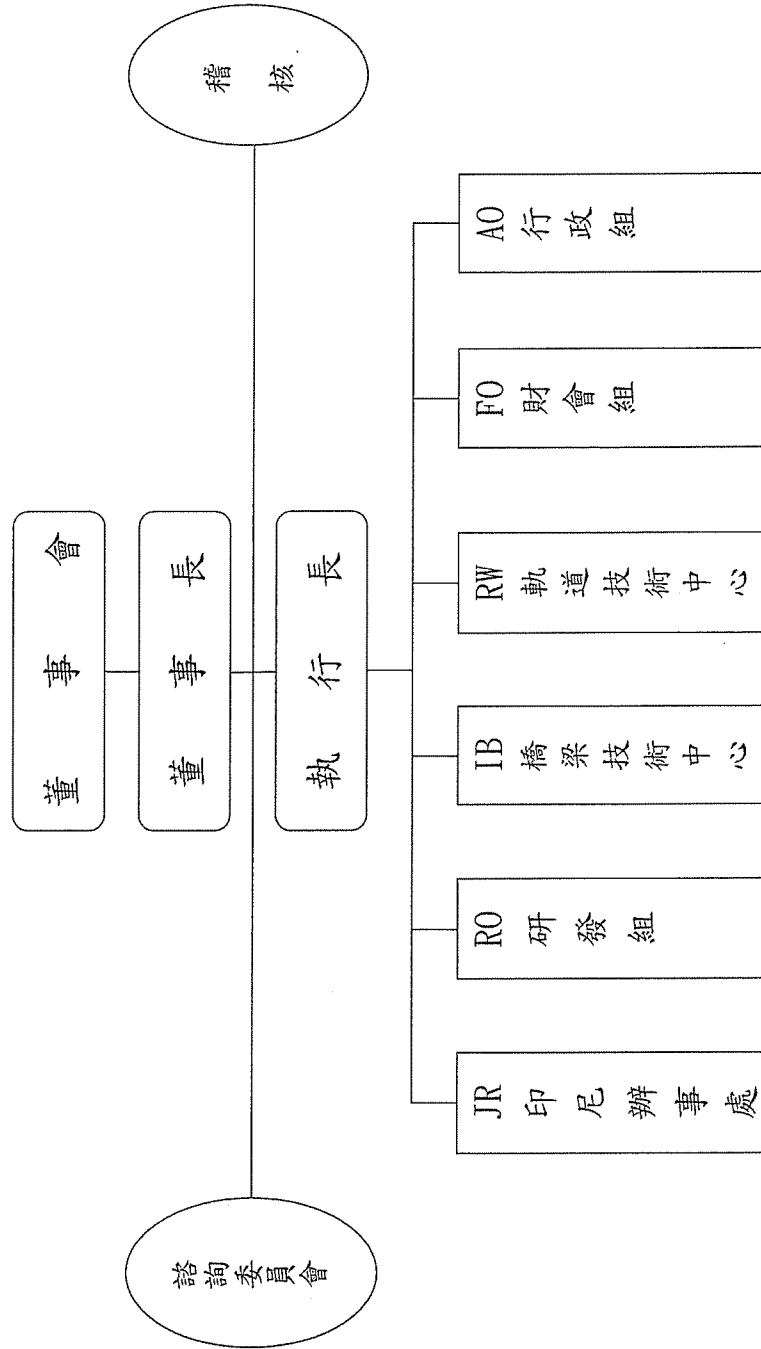 董事會
董事長
執行長
諮詢委員會
稽核
JR 印尼辦事處
RO 研發組
IB 橋梁技術中心
RW 軌道技術中心
FO 財會組
AO 行政組